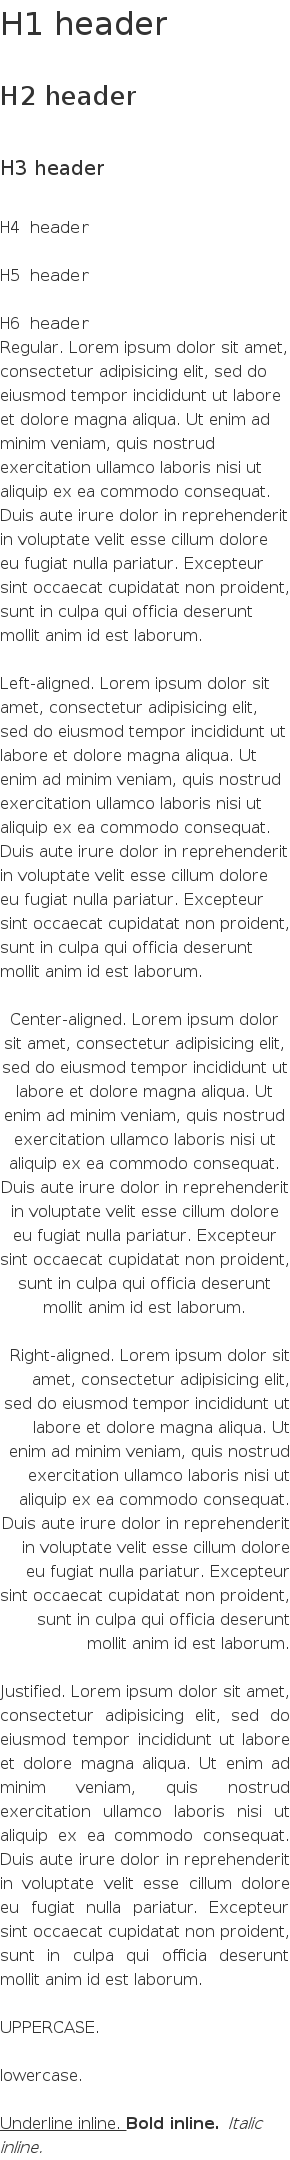 H1 header
H2 header
H3 header
H4 header
H5 header
H6 header
Regular. Lorem ipsum dolor sit amet,
consectetur adipisicing elit, sed do
eiusmod tempor incididunt ut labore
et dolore magna aliqua. Ut enim ad
minim veniam, quis nostrud
exercitation ullamco laboris nisi ut
aliquip ex ea commodo consequat.
Duis aute irure dolor in reprehenderit
in voluptate velit esse cillum dolore
eu fugiat nulla pariatur. Excepteur
sint occaecat cupidatat non proident,
sunt in culpa qui officia deserunt
mollit anim id est laborum.
Left-aligned. Lorem ipsum dolor sit
amet, consectetur adipisicing elit,
sed do eiusmod tempor incididunt ut
labore et dolore magna aliqua. Ut
enim ad minim veniam, quis nostrud
exercitation ullamco laboris nisi ut
aliquip ex ea commodo consequat.
Duis aute irure dolor in reprehenderit
in voluptate velit esse cillum dolore
eu fugiat nulla pariatur. Excepteur
sint occaecat cupidatat non proident,
sunt in culpa qui officia deserunt
mollit anim id est laborum.
Center-aligned. Lorem ipsum dolor
sit amet, consectetur adipisicing elit,
sed do eiusmod tempor incididunt ut
labore et dolore magna aliqua. Ut
enim ad minim veniam, quis nostrud
exercitation ullamco laboris nisi ut
aliquip ex ea commodo consequat.
Duis aute irure dolor in reprehenderit
in voluptate velit esse cillum dolore
eu fugiat nulla pariatur. Excepteur
sint occaecat cupidatat non proident,
sunt in culpa qui officia deserunt
mollit anim id est laborum.
Right-aligned. Lorem ipsum dolor sit
amet, consectetur adipisicing elit,
sed do eiusmod tempor incididunt ut
labore et dolore magna aliqua. Ut
enim ad minim veniam, quis nostrud
exercitation ullamco laboris nisi ut
aliquip ex ea commodo consequat.
Duis aute irure dolor in reprehenderit
in voluptate velit esse cillum dolore
eu fugiat nulla pariatur. Excepteur
sint occaecat cupidatat non proident,
sunt in culpa qui officia deserunt
mollit anim id est laborum.
Justified. Lorem ipsum dolor sit amet,
consectetur adipisicing elit, sed do
eiusmod tempor incididunt ut labore
et dolore magna aliqua. Ut enim ad
minim veniam, quis nostrud
exercitation ullamco laboris nisi ut
aliquip ex ea commodo consequat.
Duis aute irure dolor in reprehenderit
in voluptate velit esse cillum dolore
eu fugiat nulla pariatur. Excepteur
sint occaecat cupidatat non proident,
sunt in culpa qui officia deserunt
mollit anim id est laborum.
UPPERCASE.
lowercase.
Underline inline. Bold inline. Italic
inline.